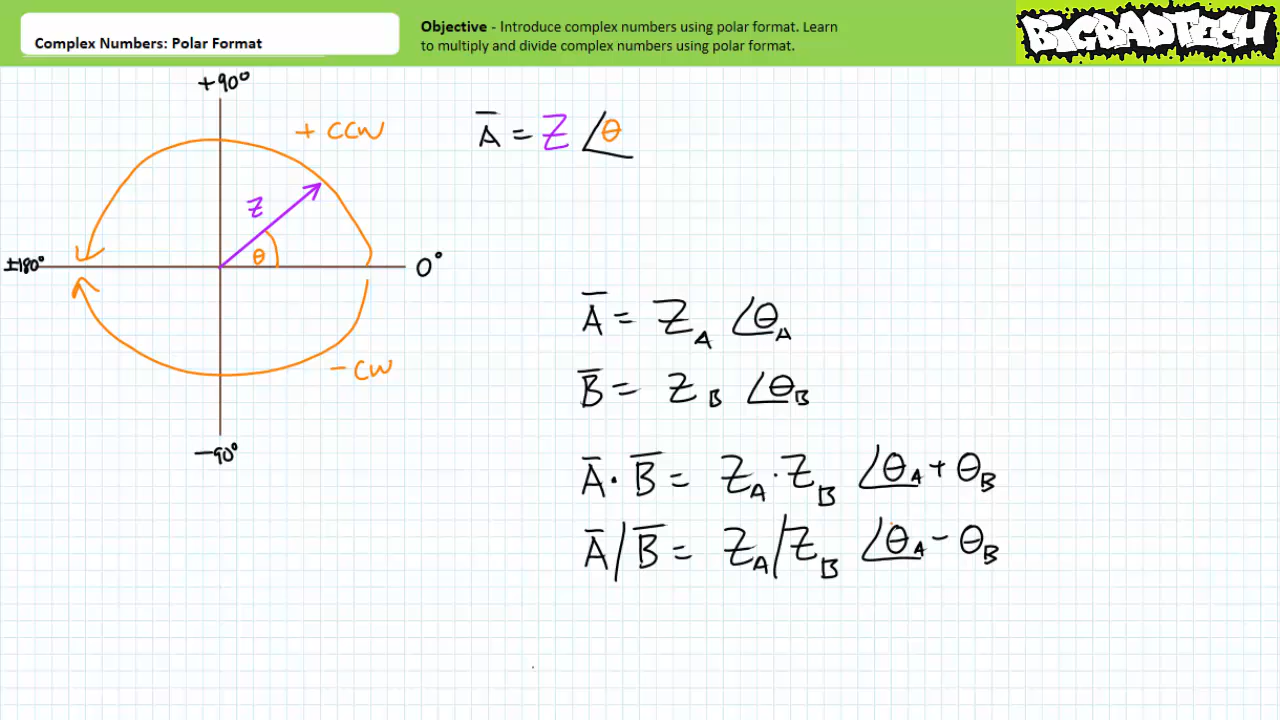 Complex Numbers: Polar Format
Objective - Introduce complex numbers using polar format. Learn
to multiply and divide complex numbers using polar format.
BIGBADTECH
+90°
+ CCW
Z
θ
±180°
0°
- CW
-90°
A̅ = Z ∠θ
A̅ = Z_A ∠θ_A
B̅ = Z_B ∠θ_B
A̅ · B̅ = Z_A · Z_B ∠θ_A + θ_B
A̅ / B̅ = Z_A / Z_B ∠θ_A - θ_B